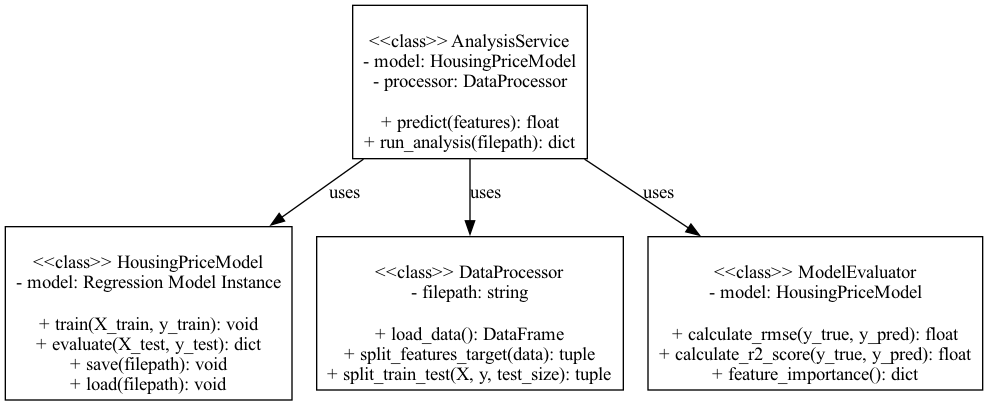 <<class>> AnalysisService
- model: HousingPriceModel
- processor: DataProcessor
+ predict(features): float
+ run_analysis(filepath): dict
uses
uses
uses
<<class>> HousingPriceModel
- model: Regression Model Instance
+ train(X_train, y_train): void
+ evaluate(X_test, y_test): dict
+ save(filepath): void
+ load(filepath): void
<<class>> DataProcessor
- filepath: string
+ load_data(): DataFrame
+ split_features_target(data): tuple
+ split_train_test(X, y, test_size): tuple
<<class>> ModelEvaluator
- model: HousingPriceModel
+ calculate_rmse(y_true, y_pred): float
+ calculate_r2_score(y_true, y_pred): float
+ feature_importance(): dict